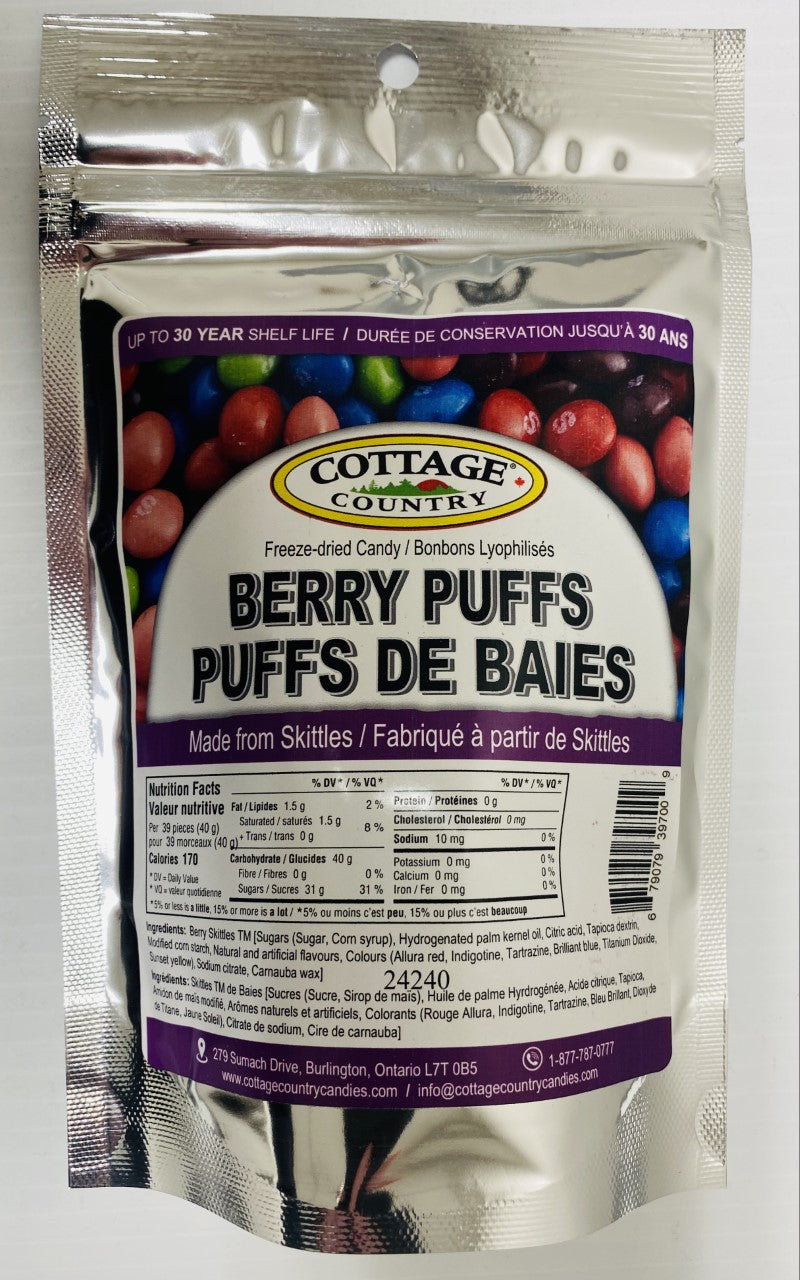 UP TO 30 YEAR SHELF LIFE / DURÉE DE CONSERVATION JUSQU'À 30 ANS
COTTAGE®
COUNTRY
Freeze-dried Candy / Bonbons Lyophilisés
BERRY PUFFS
PUFFS DE BAIES
Made from Skittles / Fabriqué à partir de Skittles
Nutrition Facts
Valeur nutritive
Per 39 pieces (40 g)
pour 39 morceaux (40 g)
Calories 170
* DV = Daily Value
* VQ = valeur quotidienne
% DV* / % VQ*
Fat / Lipides 1.5 g 2 %
Saturated / saturés 1.5 g 8 %
+ Trans / trans 0 g
Carbohydrate / Glucides 40 g
Fibre / Fibres 0 g 0 %
Sugars / Sucres 31 g 31 %
% DV* / % VQ*
Protein / Protéines 0 g
Cholesterol / Cholestérol 0 mg
Sodium 10 mg 0 %
Potassium 0 mg 0 %
Calcium 0 mg 0 %
Iron / Fer 0 mg 0 %
*5% or less is a little, 15% or more is a lot / *5% ou moins c'est peu, 15% ou plus c'est beaucoup
6 79079 39700 9
Ingredients: Berry Skittles TM [Sugars (Sugar, Corn syrup), Hydrogenated palm kernel oil, Citric acid, Tapioca dextrin,
Modified corn starch, Natural and artificial flavours, Colours (Allura red, Indigotine, Tartrazine, Brilliant blue, Titanium Dioxide,
Sunset yellow), Sodium citrate, Carnauba wax]
24240
Ingrédients: Skittles TM de Baies [Sucres (Sucre, Sirop de maïs), Huile de palme Hydrogénée, Acide citrique, Tapioca,
Amidon de maïs modifié, Arômes naturels et artificiels, Colorants (Rouge Allura, Indigotine, Tartrazine, Bleu Brillant, Dioxyde
de Titane, Jaune Soleil), Citrate de sodium, Cire de carnauba]
279 Sumach Drive, Burlington, Ontario L7T 0B5
1-877-787-0777
www.cottagecountrycandies.com / info@cottagecountrycandies.com